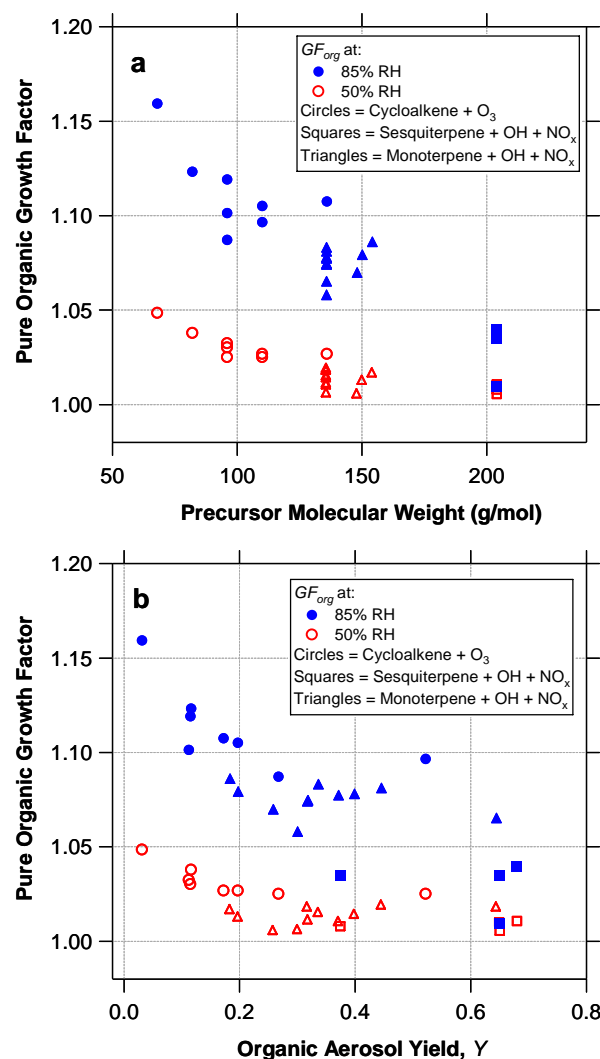 1.20
a
GF_org at:
85% RH
50% RH
Circles = Cycloalkene + O₃
Squares = Sesquiterpene + OH + NOₓ
Triangles = Monoterpene + OH + NOₓ
1.15
1.10
1.05
1.00
Pure Organic Growth Factor
50
100
150
200
Precursor Molecular Weight (g/mol)
1.20
b
GF_org at:
85% RH
50% RH
Circles = Cycloalkene + O₃
Squares = Sesquiterpene + OH + NOₓ
Triangles = Monoterpene + OH + NOₓ
1.15
1.10
1.05
1.00
Pure Organic Growth Factor
0.0
0.2
0.4
0.6
0.8
Organic Aerosol Yield, Y